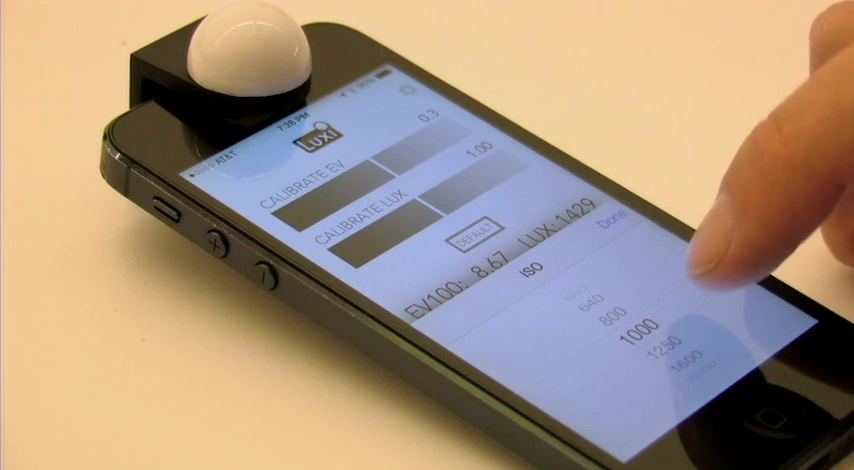 AT&T 7:28 PM 96%
LUXI
CALIBRATE EV 0.3
CALIBRATE LUX 1.00
DEFAULT
EV100: 8.67 LUX:1429
ISO Done
640
800
1000
1250
1600